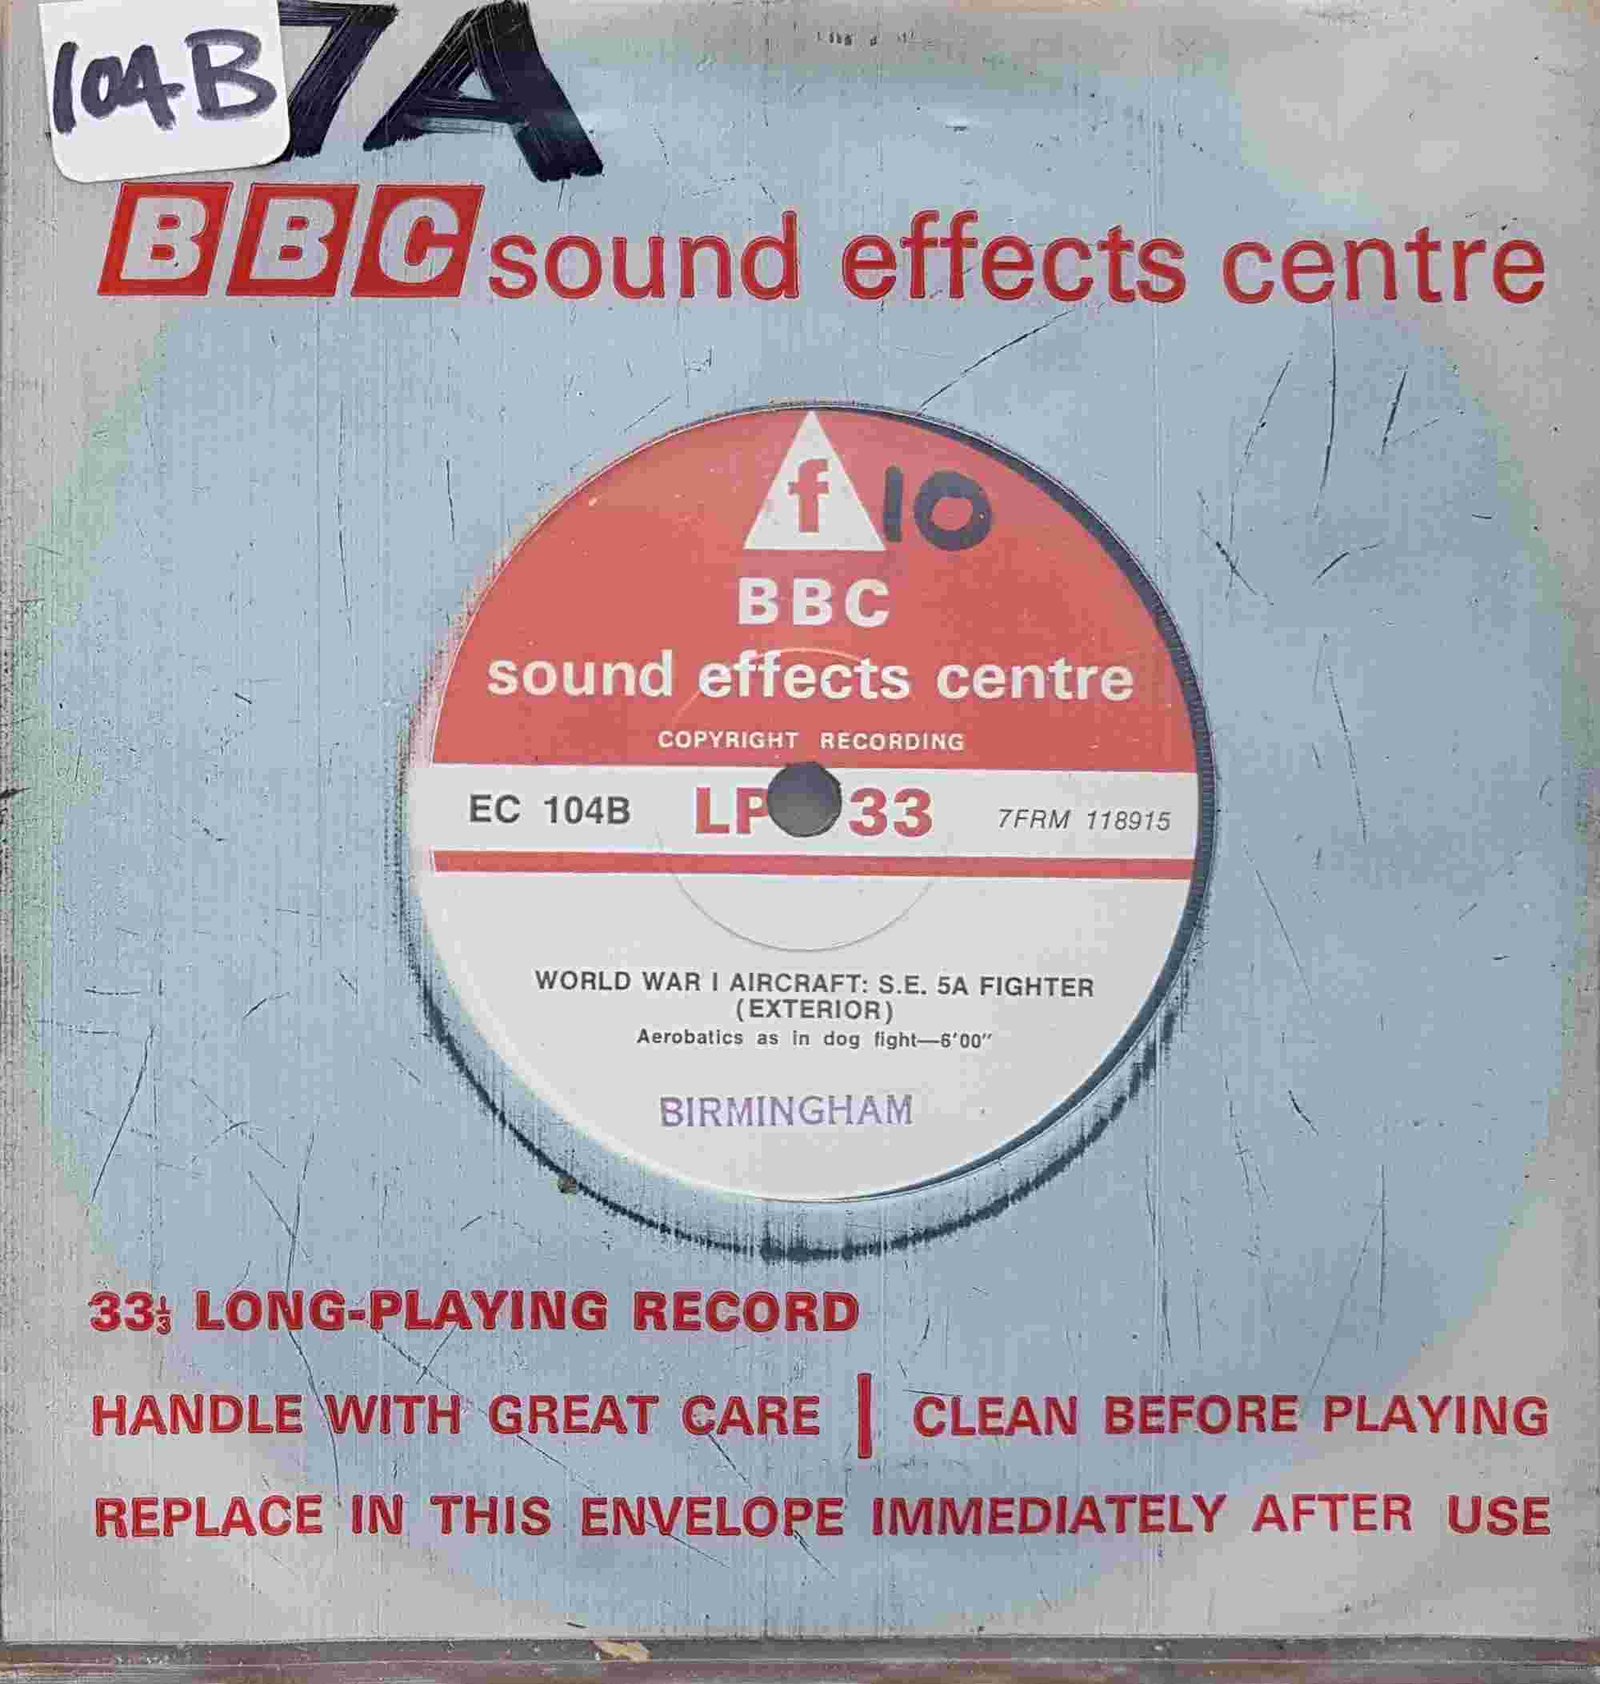 104B
7A
BBC sound effects centre
f 10
BBC
sound effects centre
COPYRIGHT RECORDING
EC 104B LP 33 7FRM 118915
WORLD WAR I AIRCRAFT: S.E. 5A FIGHTER
(EXTERIOR)
Aerobatics as in dog fight—6'00"
BIRMINGHAM
33⅓ LONG-PLAYING RECORD
HANDLE WITH GREAT CARE | CLEAN BEFORE PLAYING
REPLACE IN THIS ENVELOPE IMMEDIATELY AFTER USE